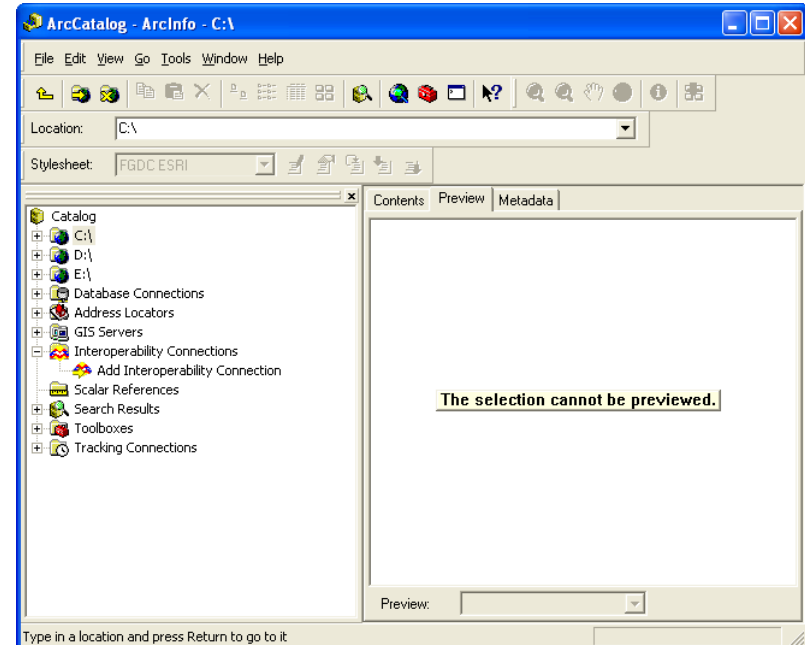 ArcCatalog - ArcInfo - C:\
File Edit View Go Tools Window Help
Location: C:\
Stylesheet: FGDC ESRI
Contents Preview Metadata
Catalog
C:\
D:\
E:\
Database Connections
Address Locators
GIS Servers
Interoperability Connections
Add Interoperability Connection
Scalar References
Search Results
Toolboxes
Tracking Connections
The selection cannot be previewed.
Preview:
Type in a location and press Return to go to it